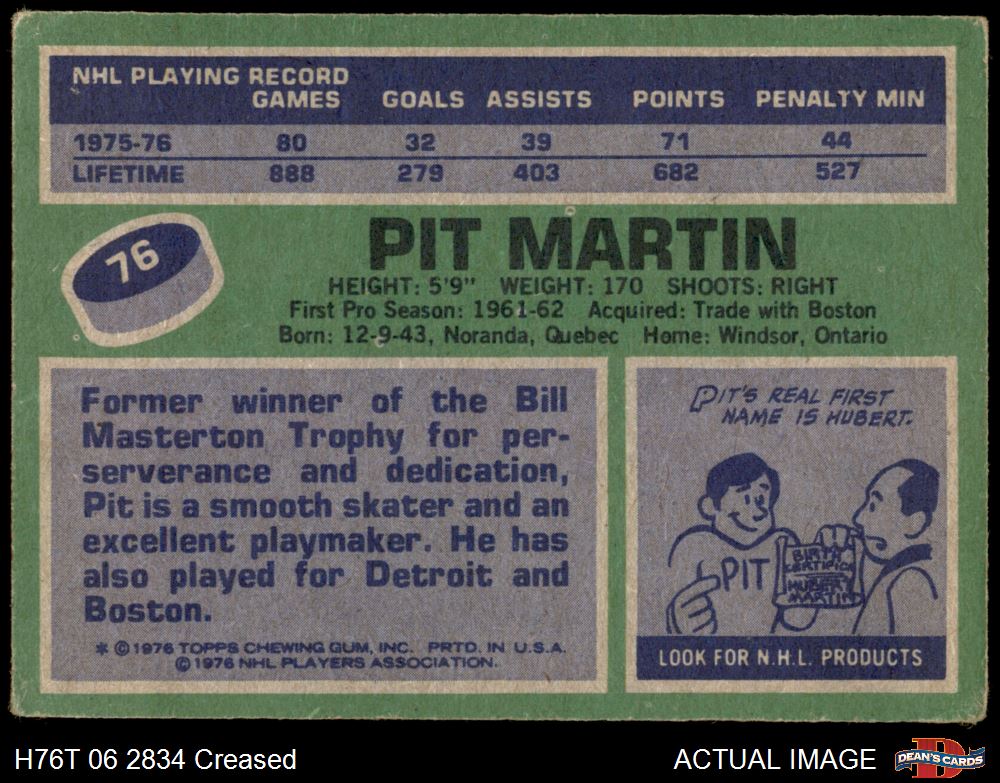 NHL PLAYING RECORD
GAMES GOALS ASSISTS POINTS PENALTY MIN
1975-76 80 32 39 71 44
LIFETIME 888 279 403 682 527
76
PIT MARTIN
HEIGHT: 5'9" WEIGHT: 170 SHOOTS: RIGHT
First Pro Season: 1961-62 Acquired: Trade with Boston
Born: 12-9-43, Noranda, Quebec Home: Windsor, Ontario
Former winner of the Bill
Masterton Trophy for per-
serverance and dedication,
Pit is a smooth skater and an
excellent playmaker. He has
also played for Detroit and
Boston.
* © 1976 TOPPS CHEWING GUM, INC. PRTD. IN U.S.A.
© 1976 NHL PLAYERS ASSOCIATION.
PIT'S REAL FIRST
NAME IS HUBERT.
PIT
BIRTH
CERTIFICA
HUBERT
MARTIN
LOOK FOR N.H.L. PRODUCTS
H76T 06 2834 Creased
ACTUAL IMAGE
D
DEAN'S CARDS